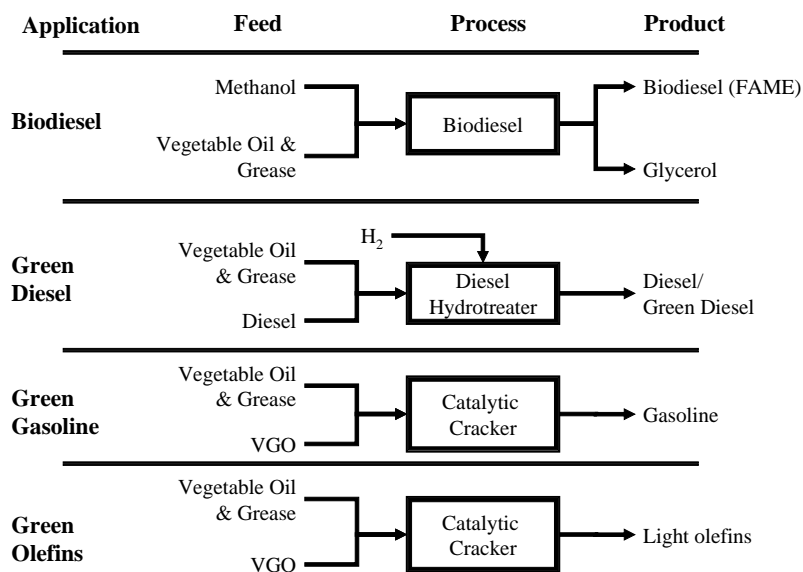 Application Feed Process Product
Biodiesel
Methanol
Vegetable Oil &
Grease
Biodiesel
Biodiesel (FAME)
Glycerol
Green
Diesel
Vegetable Oil
& Grease
Diesel
H2
Diesel
Hydrotreater
Diesel/
Green Diesel
Green
Gasoline
Vegetable Oil
& Grease
VGO
Catalytic
Cracker
Gasoline
Green
Olefins
Vegetable Oil
& Grease
VGO
Catalytic
Cracker
Light olefins